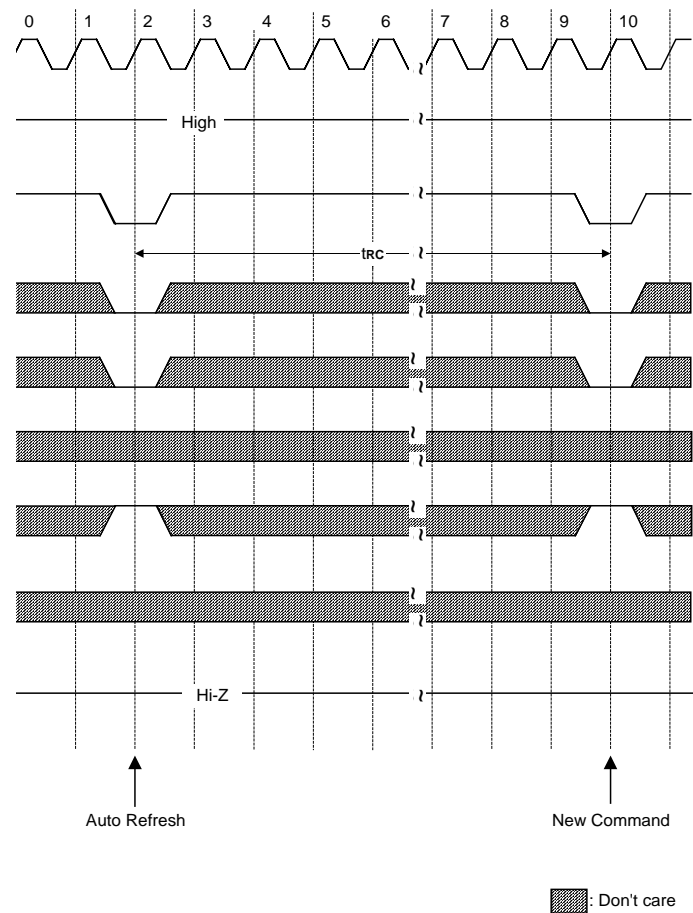 0 1 2 3 4 5 6 7 8 9 10
High
tRC
Hi-Z
Auto Refresh New Command
: Don't care